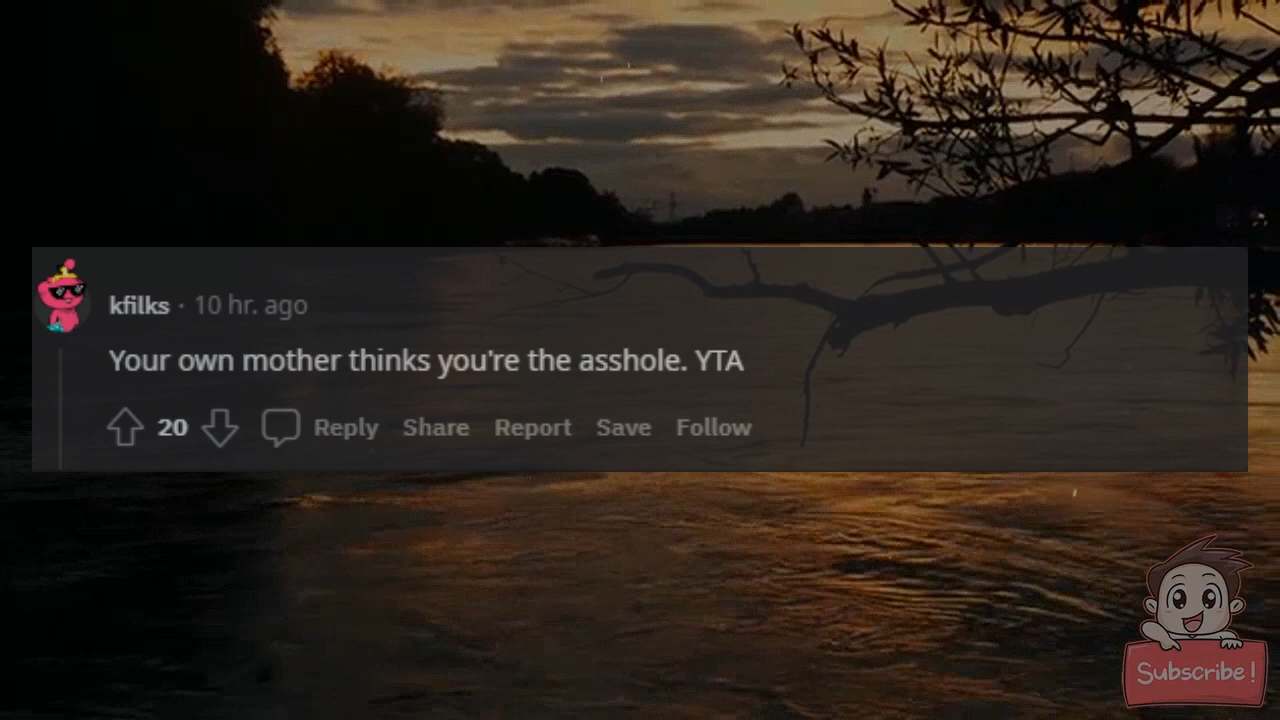 kfilks · 10 hr. ago
Your own mother thinks you're the asshole. YTA
20 Reply Share Report Save Follow
Subscribe!